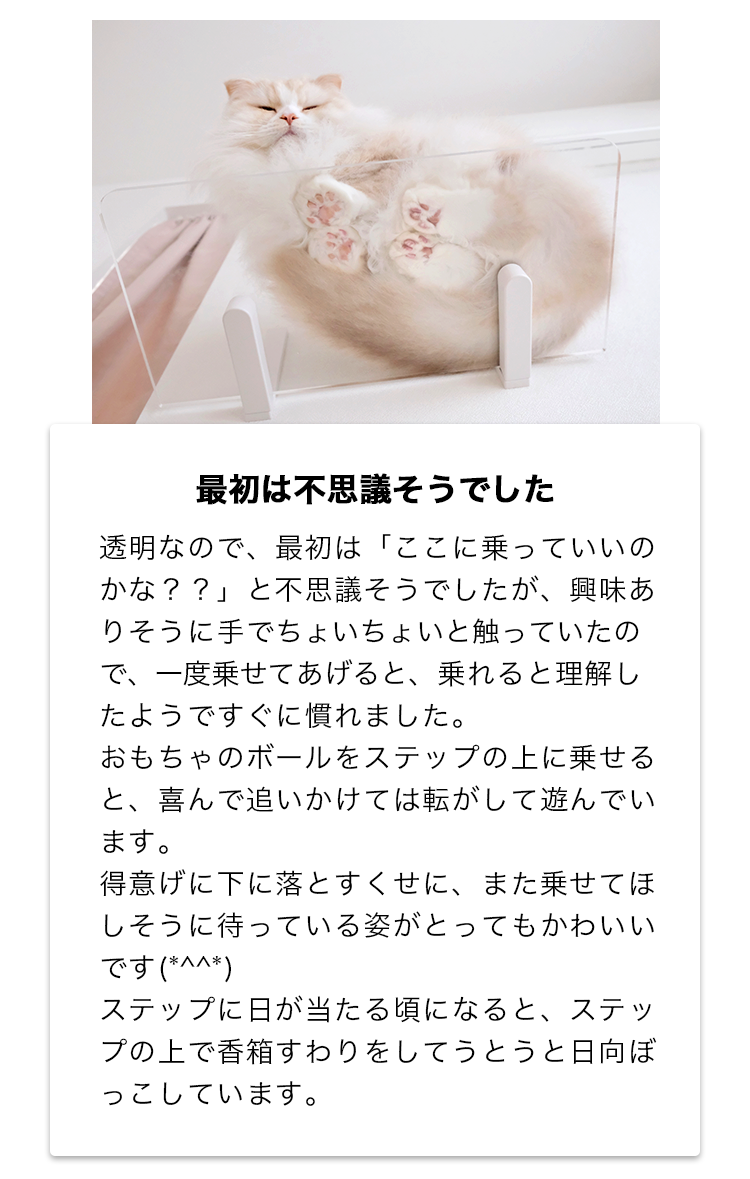 最初は不思議そうでした
透明なので、最初は「ここに乗っていいの
かな？？」と不思議そうでしたが、興味あ
りそうに手でちょいちょいと触っていたの
で、一度乗せてあげると、乗れると理解し
たようですぐに慣れました。
おもちゃのボールをステップの上に乗せる
と、喜んで追いかけては転がして遊んでい
ます。
得意げに下に落とすくせに、また乗せてほ
しそうに待っている姿がとってもかわいい
です(*^^*)
ステップに日が当たる頃になると、ステッ
プの上で香箱すわりをしてうとうと日向ぼ
っこしています。